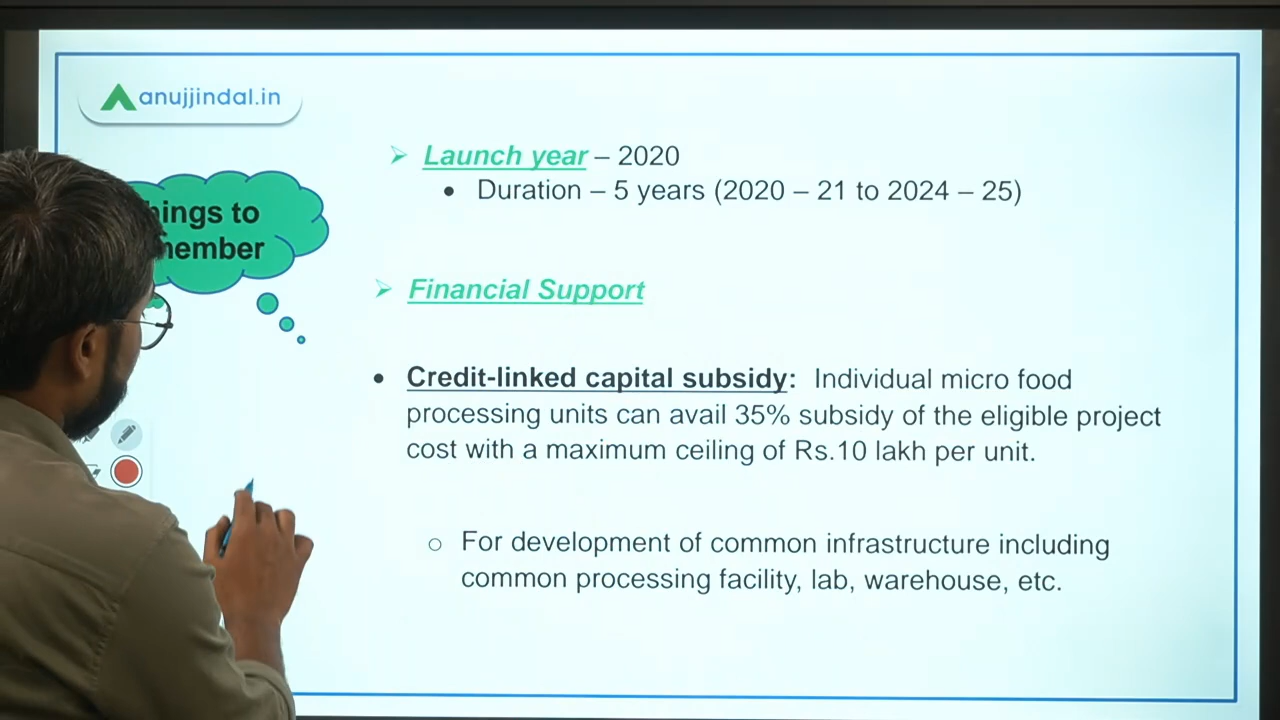 anujjindal.in
➢ Launch year – 2020
• Duration – 5 years (2020 – 21 to 2024 – 25)
ings to
member
➢ Financial Support
• Credit-linked capital subsidy: Individual micro food
processing units can avail 35% subsidy of the eligible project
cost with a maximum ceiling of Rs.10 lakh per unit.
o For development of common infrastructure including
common processing facility, lab, warehouse, etc.